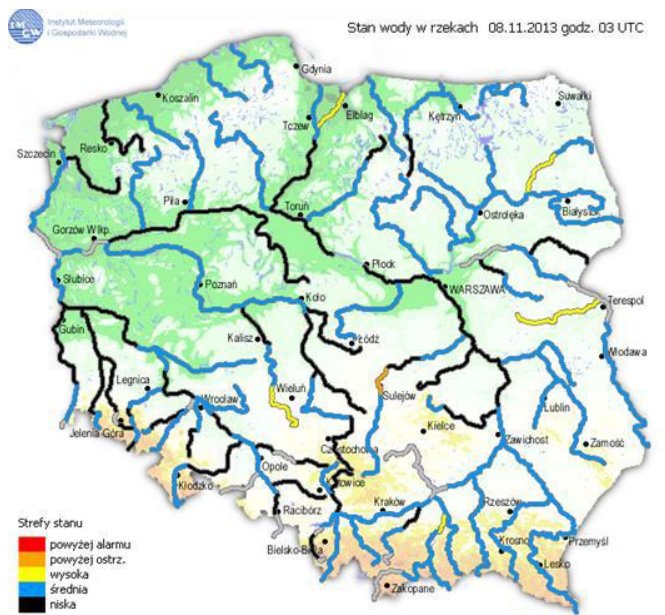 IMGW
Instytut Meteorologii
i Gospodarki Wodnej
Stan wody w rzekach 08.11.2013 godz. 03 UTC
Gdynia
Koszalin
Suwałki
Tczew
Elbląg
Kętrzyn
Resko
Szczecin
Piła
Toruń
Ostrołęka
Białystok
Gorzów Wlkp.
Płock
WARSZAWA
Słubice
Poznań
Koło
Terespol
Gubin
Kalisz
Łódź
Włodawa
Legnica
Wieluń
Sulejów
Lublin
Wrocław
Jelenia Góra
Kielce
Zawichost
Zamość
Częstochowa
Opole
Kłodzko
Katowice
Racibórz
Kraków
Rzeszów
Bielsko-Biała
Krosno
Przemyśl
Lesko
Zakopane
Strefy stanu
powyżej alarmu
powyżej ostrz.
wysoka
średnia
niska